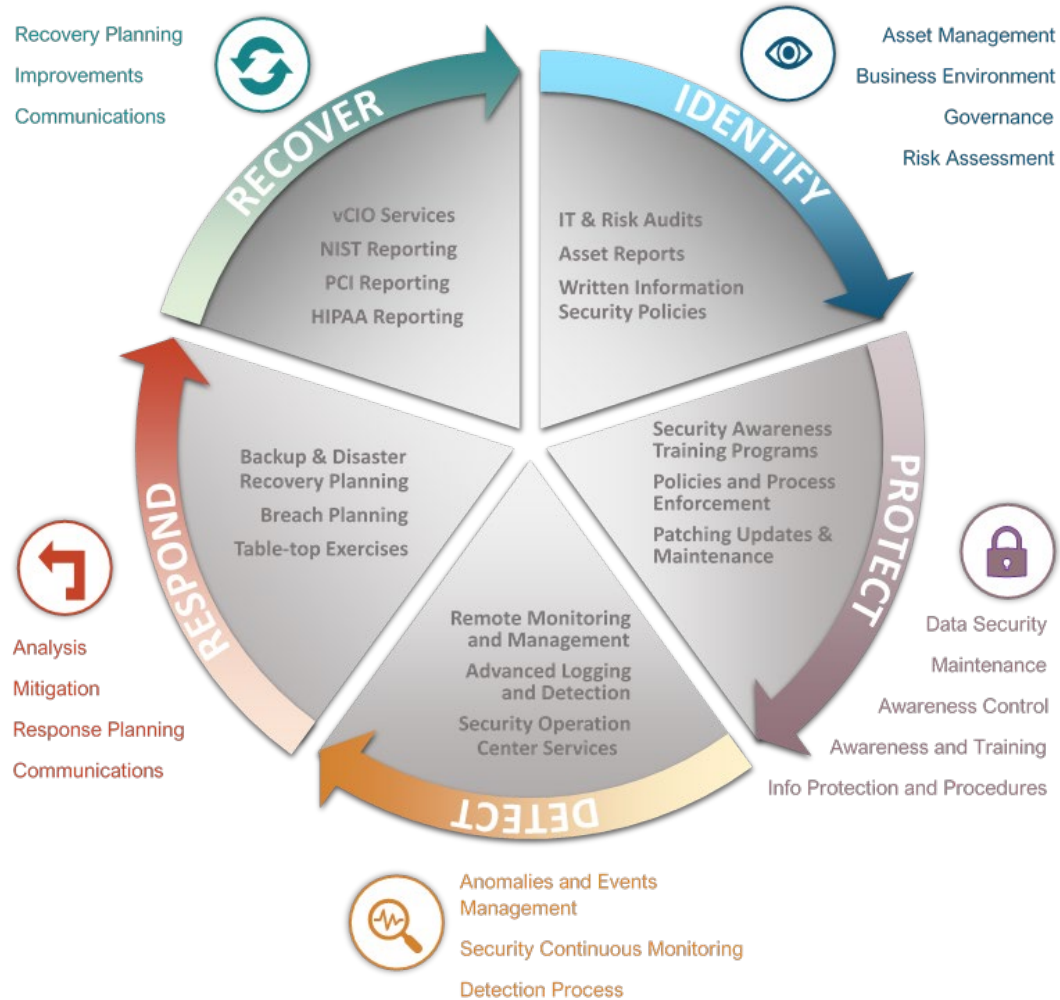 Recovery Planning
Improvements
Communications
Asset Management
Business Environment
Governance
Risk Assessment
RECOVER
IDENTIFY
vCIO Services
NIST Reporting
PCI Reporting
HIPAA Reporting
IT & Risk Audits
Asset Reports
Written Information
Security Policies
Security Awareness
Training Programs
Policies and Process
Enforcement
Patching Updates &
Maintenance
PROTECT
Data Security
Maintenance
Awareness Control
Awareness and Training
Info Protection and Procedures
Backup & Disaster
Recovery Planning
Breach Planning
Table-top Exercises
RESPOND
Analysis
Mitigation
Response Planning
Communications
Remote Monitoring
and Management
Advanced Logging
and Detection
Security Operation
Center Services
DETECT
Anomalies and Events
Management
Security Continuous Monitoring
Detection Process